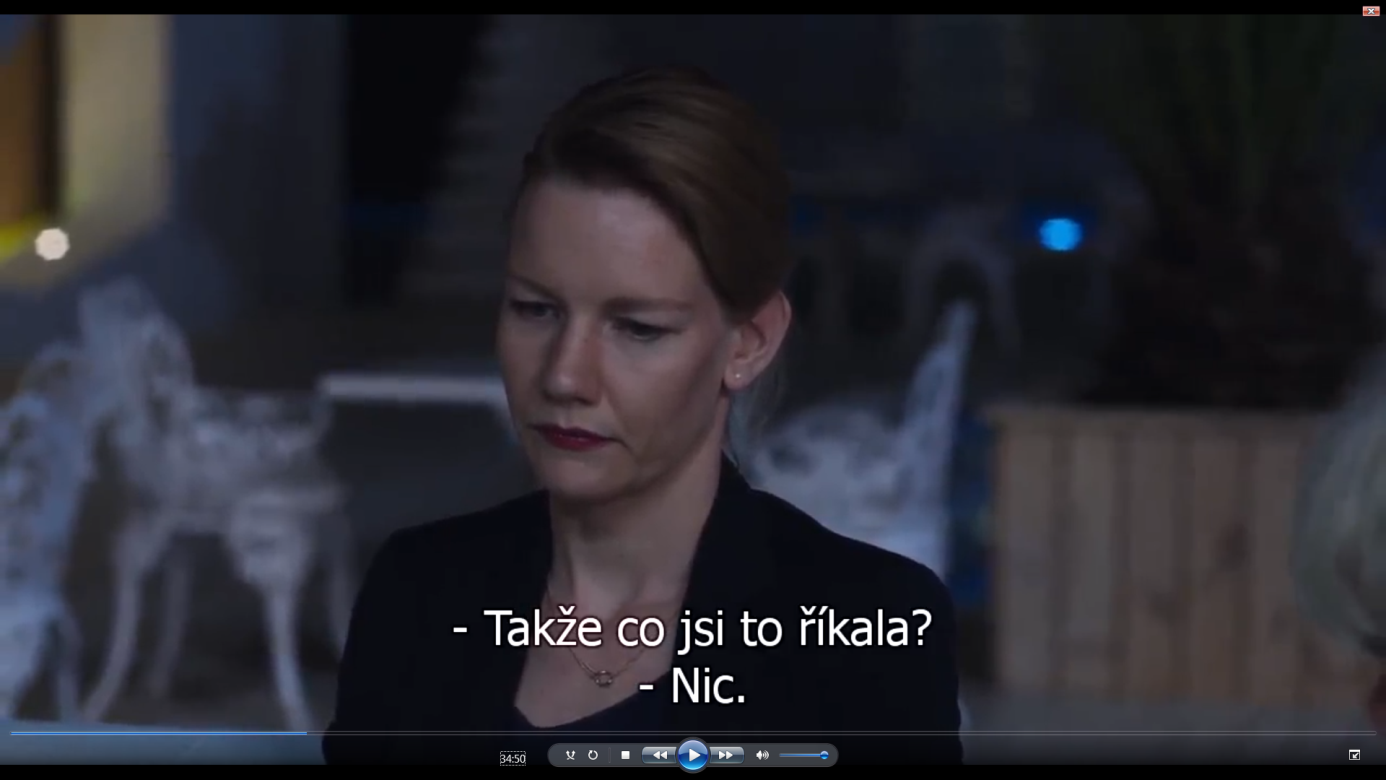 - Takže co jsi to říkala?
- Nic.
34:50